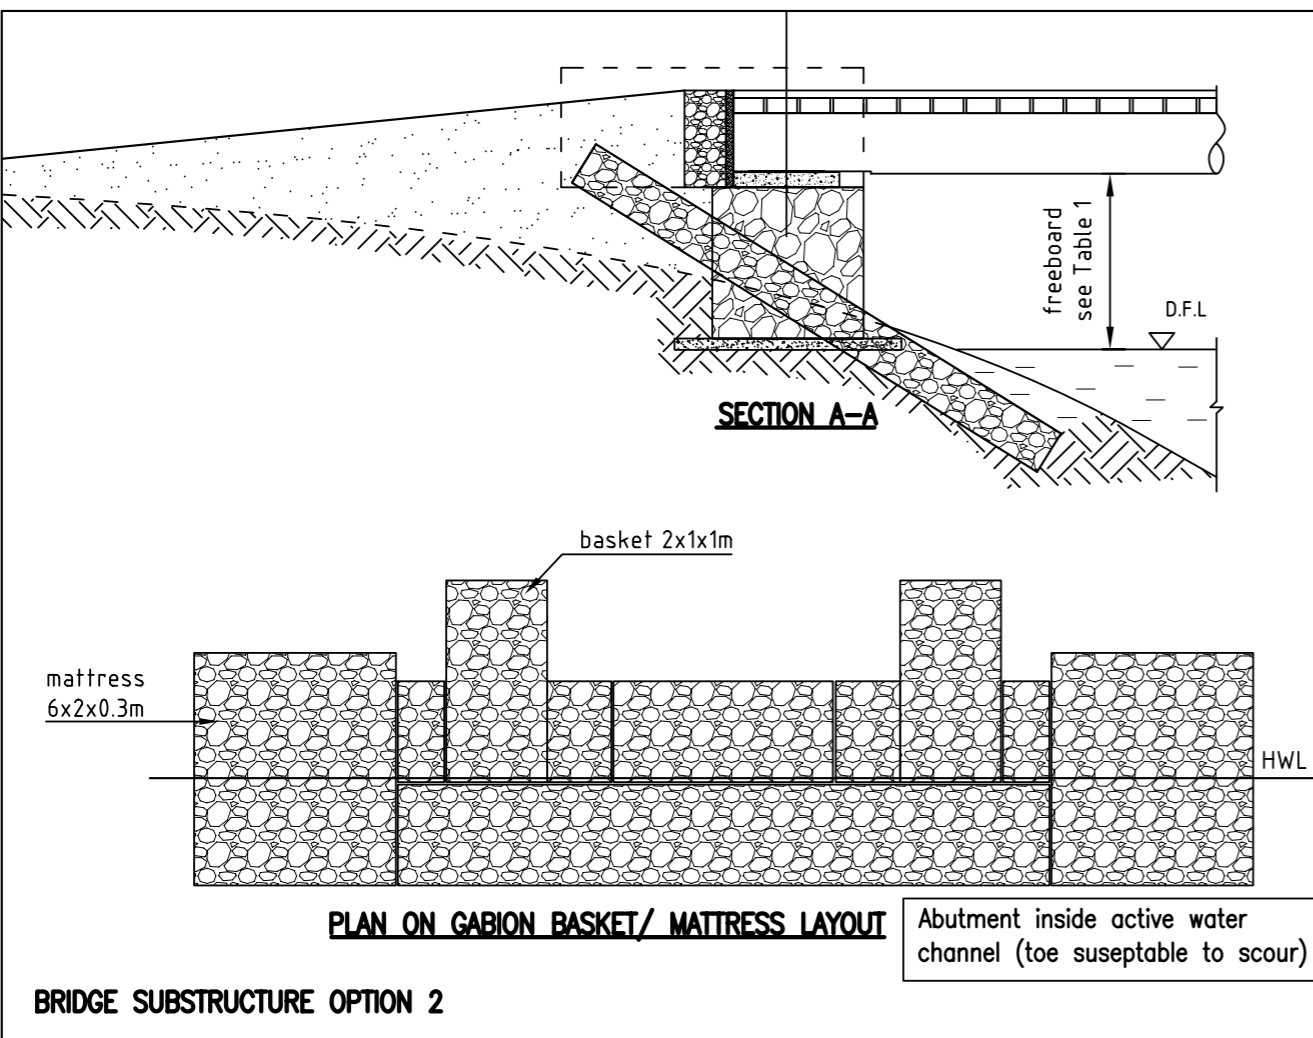 freeboard
see Table 1
D.F.L
SECTION A-A
basket 2x1x1m
mattress
6x2x0.3m
HWL
PLAN ON GABION BASKET/ MATTRESS LAYOUT
Abutment inside active water
channel (toe suseptable to scour)
BRIDGE SUBSTRUCTURE OPTION 2